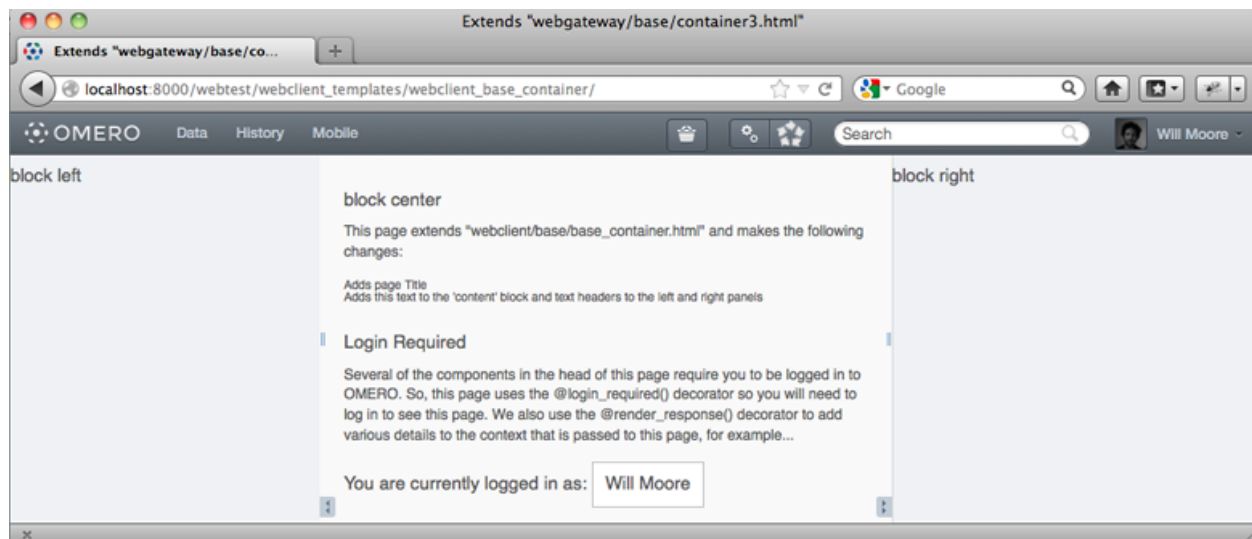 Extends "webgateway/base/container3.html"
Extends "webgateway/base/co...
localhost:8000/webtest/webclient_templates/webclient_base_container/
Google
OMERO Data History Mobile Search Will Moore
block left
block center
block right
This page extends "webclient/base/base_container.html" and makes the following
changes:
Adds page Title
Adds this text to the 'content' block and text headers to the left and right panels
Login Required
Several of the components in the head of this page require you to be logged in to
OMERO. So, this page uses the @login_required() decorator so you will need to
log in to see this page. We also use the @render_response() decorator to add
various details to the context that is passed to this page, for example...
You are currently logged in as: Will Moore